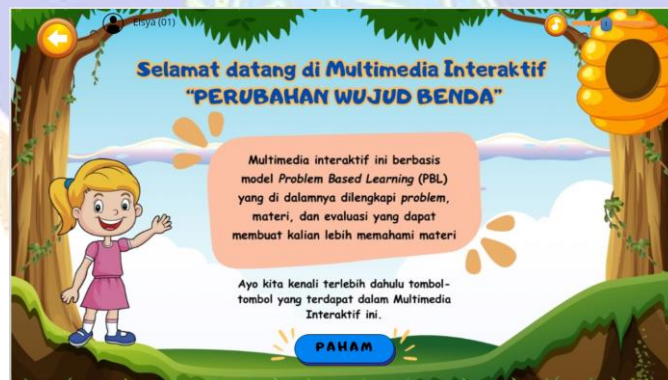 Elsya (01)
Selamat datang di Multimedia Interaktif
“PERUBAHAN WUJUD BENDA”
Multimedia interaktif ini berbasis
model Problem Based Learning (PBL)
yang di dalamnya dilengkapi problem,
materi, dan evaluasi yang dapat
membuat kalian lebih memahami materi
Ayo kita kenali terlebih dahulu tombol-
tombol yang terdapat dalam Multimedia
Interaktif ini.
PAHAM